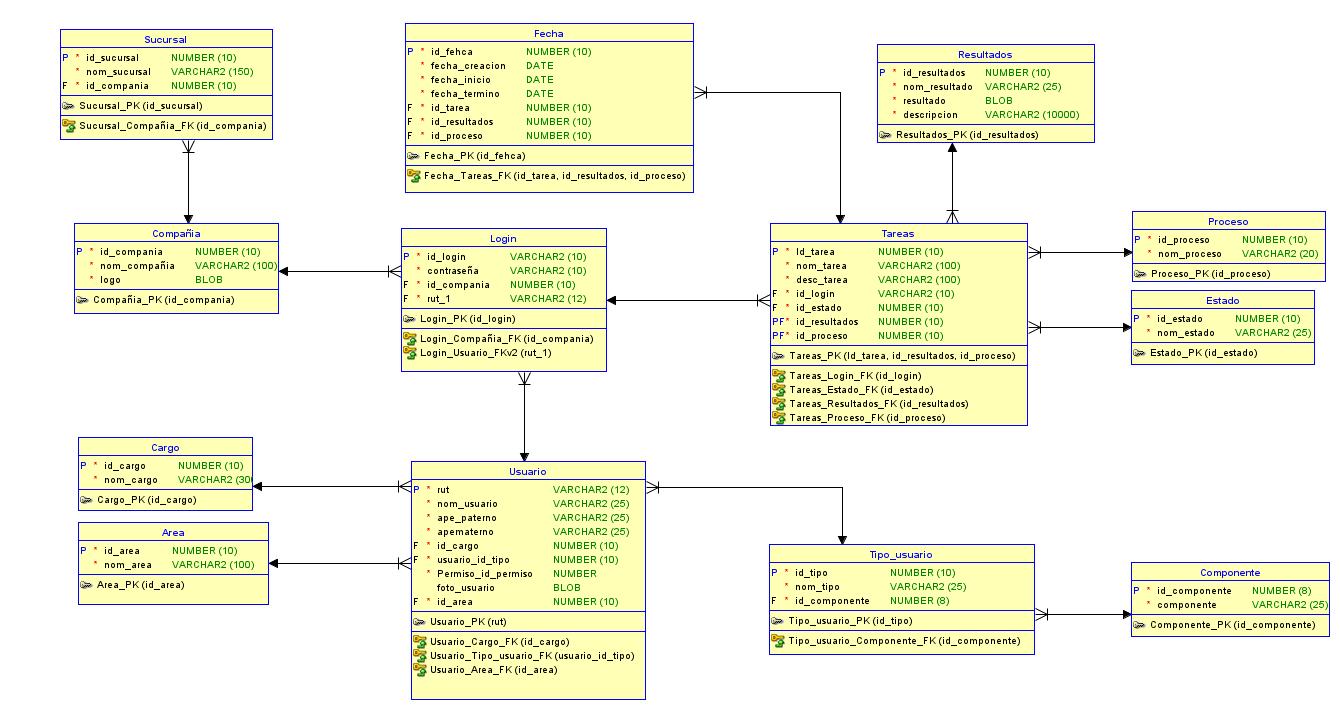 Sucursal
P * id_sucursal NUMBER (10)
* nom_sucursal VARCHAR2 (150)
F * id_compania NUMBER (10)
Sucursal_PK (id_sucursal)
Sucursal_Compañia_FK (id_compania)
Fecha
P * id_fehca NUMBER (10)
* fecha_creacion DATE
* fecha_inicio DATE
* fecha_termino DATE
F * id_tarea NUMBER (10)
F * id_resultados NUMBER (10)
F * id_proceso NUMBER (10)
Fecha_PK (id_fehca)
Fecha_Tareas_FK (id_tarea, id_resultados, id_proceso)
Resultados
P * id_resultados NUMBER (10)
* nom_resultado VARCHAR2 (25)
* resultado BLOB
* descripcion VARCHAR2 (10000)
Resultados_PK (id_resultados)
Compañia
P * id_compania NUMBER (10)
* nom_compañia VARCHAR2 (100)
* logo BLOB
Compañia_PK (id_compania)
Login
P * id_login VARCHAR2 (10)
* contraseña VARCHAR2 (10)
F * id_compania NUMBER (10)
F * rut_1 VARCHAR2 (12)
Login_PK (id_login)
Login_Compañia_FK (id_compania)
Login_Usuario_FKv2 (rut_1)
Tareas
P * Id_tarea NUMBER (10)
* nom_tarea VARCHAR2 (100)
* desc_tarea VARCHAR2 (100)
F * id_login VARCHAR2 (10)
F * id_estado NUMBER (10)
PF* id_resultados NUMBER (10)
PF* id_proceso NUMBER (10)
Tareas_PK (Id_tarea, id_resultados, id_proceso)
Tareas_Login_FK (id_login)
Tareas_Estado_FK (id_estado)
Tareas_Resultados_FK (id_resultados)
Tareas_Proceso_FK (id_proceso)
Proceso
P * id_proceso NUMBER (10)
* nom_proceso VARCHAR2 (20)
Proceso_PK (id_proceso)
Estado
P * id_estado NUMBER (10)
* nom_estado VARCHAR2 (25)
Estado_PK (id_estado)
Cargo
P * id_cargo NUMBER (10)
* nom_cargo VARCHAR2 (30
Cargo_PK (id_cargo)
Area
P * id_area NUMBER (10)
* nom_area VARCHAR2 (100)
Area_PK (id_area)
Usuario
P * rut VARCHAR2 (12)
* nom_usuario VARCHAR2 (25)
* ape_paterno VARCHAR2 (25)
* apematerno VARCHAR2 (25)
F * id_cargo NUMBER (10)
F * usuario_id_tipo NUMBER (10)
* Permiso_id_permiso NUMBER
foto_usuario BLOB
F * id_area NUMBER (10)
Usuario_PK (rut)
Usuario_Cargo_FK (id_cargo)
Usuario_Tipo_usuario_FK (usuario_id_tipo)
Usuario_Area_FK (id_area)
Tipo_usuario
P * id_tipo NUMBER (10)
* nom_tipo VARCHAR2 (25)
F * id_componente NUMBER (8)
Tipo_usuario_PK (id_tipo)
Tipo_usuario_Componente_FK (id_componente)
Componente
P * id_componente NUMBER (8)
* componente VARCHAR2 (25)
Componente_PK (id_componente)